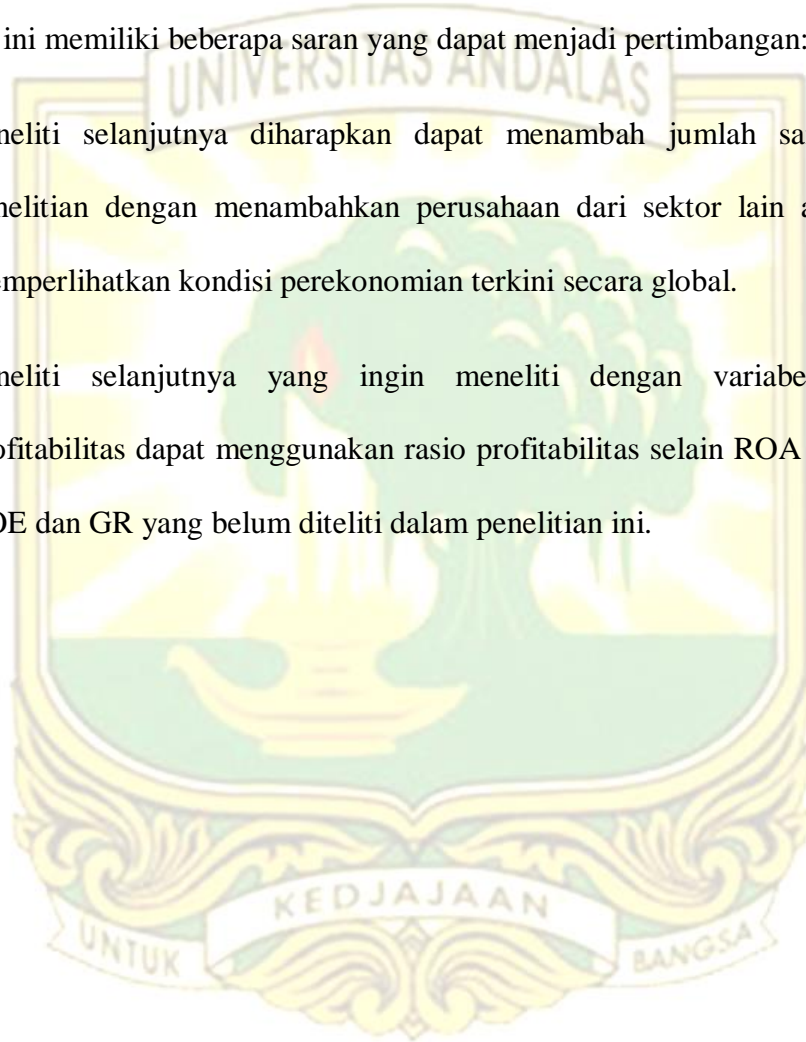 ini memiliki beberapa saran yang dapat menjadi pertimbangan:
UNIVERSITAS ANDALAS
neliti selanjutnya diharapkan dapat menambah jumlah sa
nelitian dengan menambahkan perusahaan dari sektor lain a
mperlihatkan kondisi perekonomian terkini secara global.
neliti selanjutnya yang ingin meneliti dengan variabe
ofitabilitas dapat menggunakan rasio profitabilitas selain ROA
OE dan GR yang belum diteliti dalam penelitian ini.
KEDJAJAAN
UNTUK
BANGSA